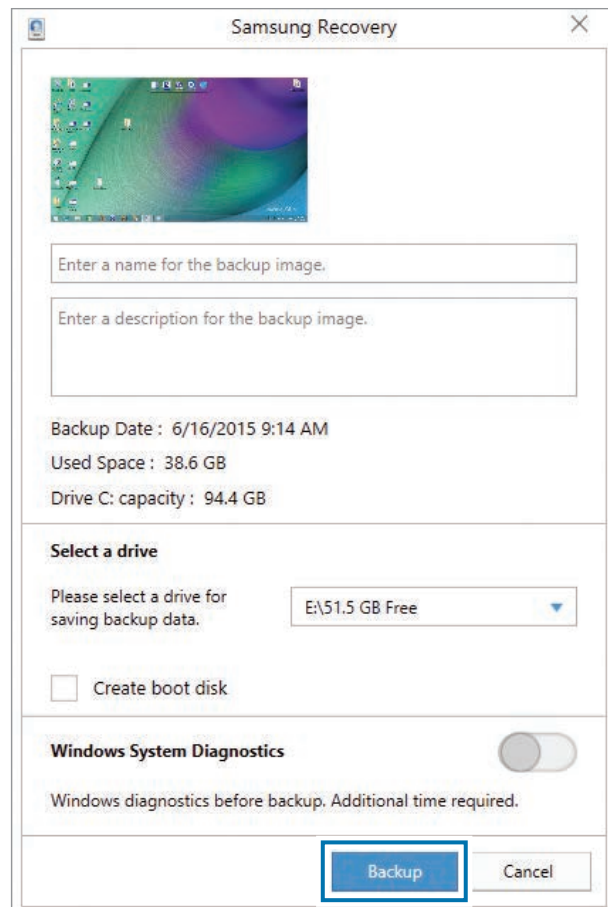 Samsung Recovery
Enter a name for the backup image.
Enter a description for the backup image.
Backup Date : 6/16/2015 9:14 AM
Used Space : 38.6 GB
Drive C: capacity : 94.4 GB
Select a drive
Please select a drive for
saving backup data.
E:\51.5 GB Free
Create boot disk
Windows System Diagnostics
Windows diagnostics before backup. Additional time required.
Backup
Cancel